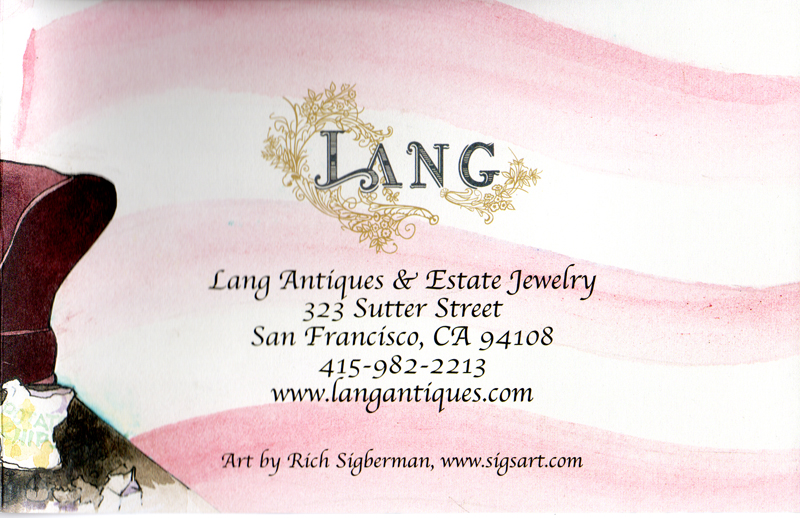 LANG
Lang Antiques & Estate Jewelry
323 Sutter Street
San Francisco, CA 94108
415-982-2213
www.langantiques.com
Art by Rich Sigberman, www.sigsart.com